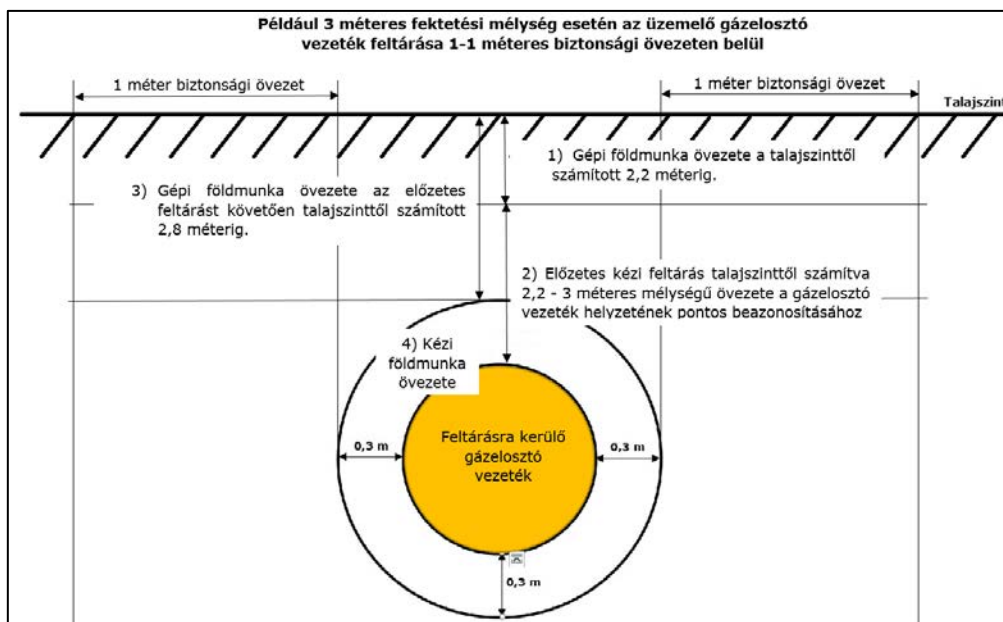 Például 3 méteres fektetési mélység esetén az üzemelő gázelosztó
vezeték feltárása 1-1 méteres biztonsági övezeten belül
1 méter biztonsági övezet
1 méter biztonsági övezet
Talajszint
1) Gépi földmunka övezete a talajszinttől
számított 2,2 méterig.
3) Gépi földmunka övezete az előzetes
feltárást követően talajszinttől számított
2,8 méterig.
2) Előzetes kézi feltárás talajszinttől számítva
2,2 - 3 méteres mélységű övezete a gázelosztó
vezeték helyzetének pontos beazonosításához
4) Kézi
földmunka
övezete
Feltárásra kerülő
gázelosztó
vezeték
0,3 m
0,3 m
0,3 m